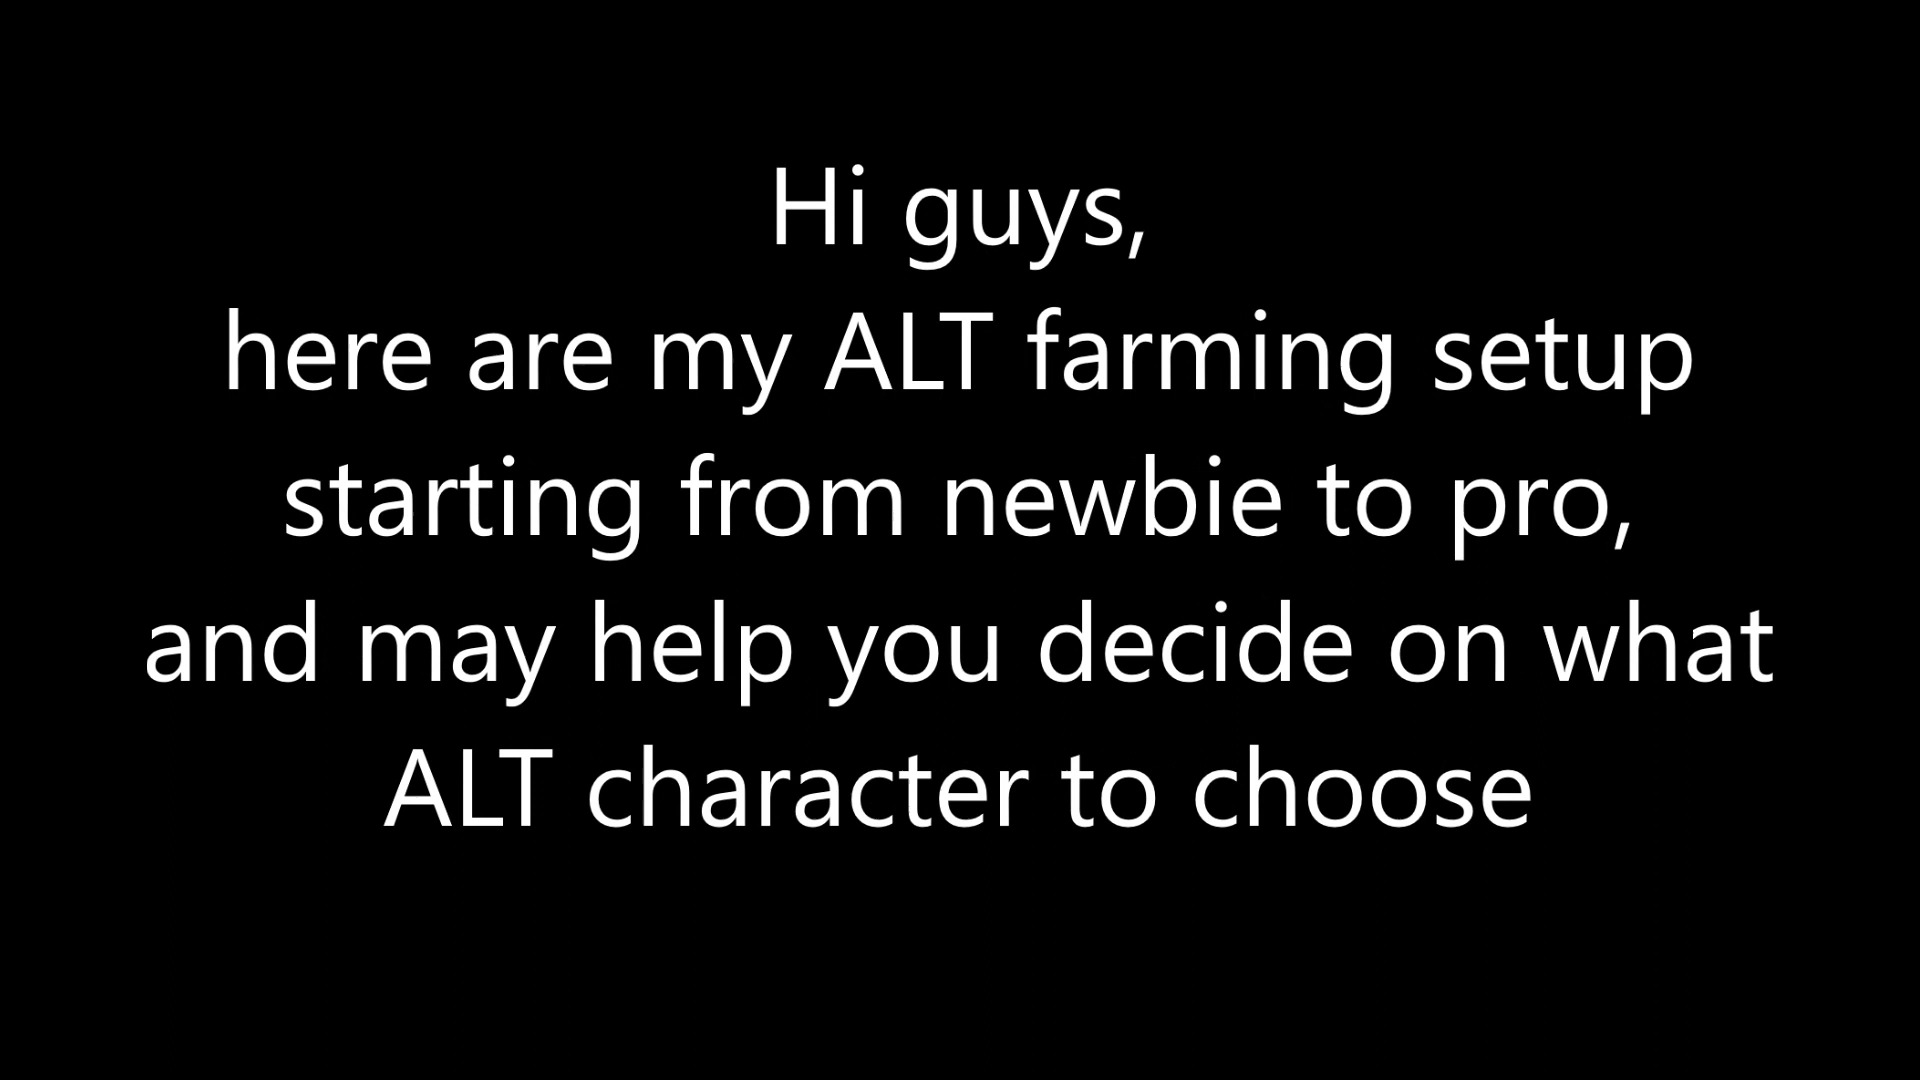 Hi guys,
here are my ALT farming setup
starting from newbie to pro,
and may help you decide on what
ALT character to choose